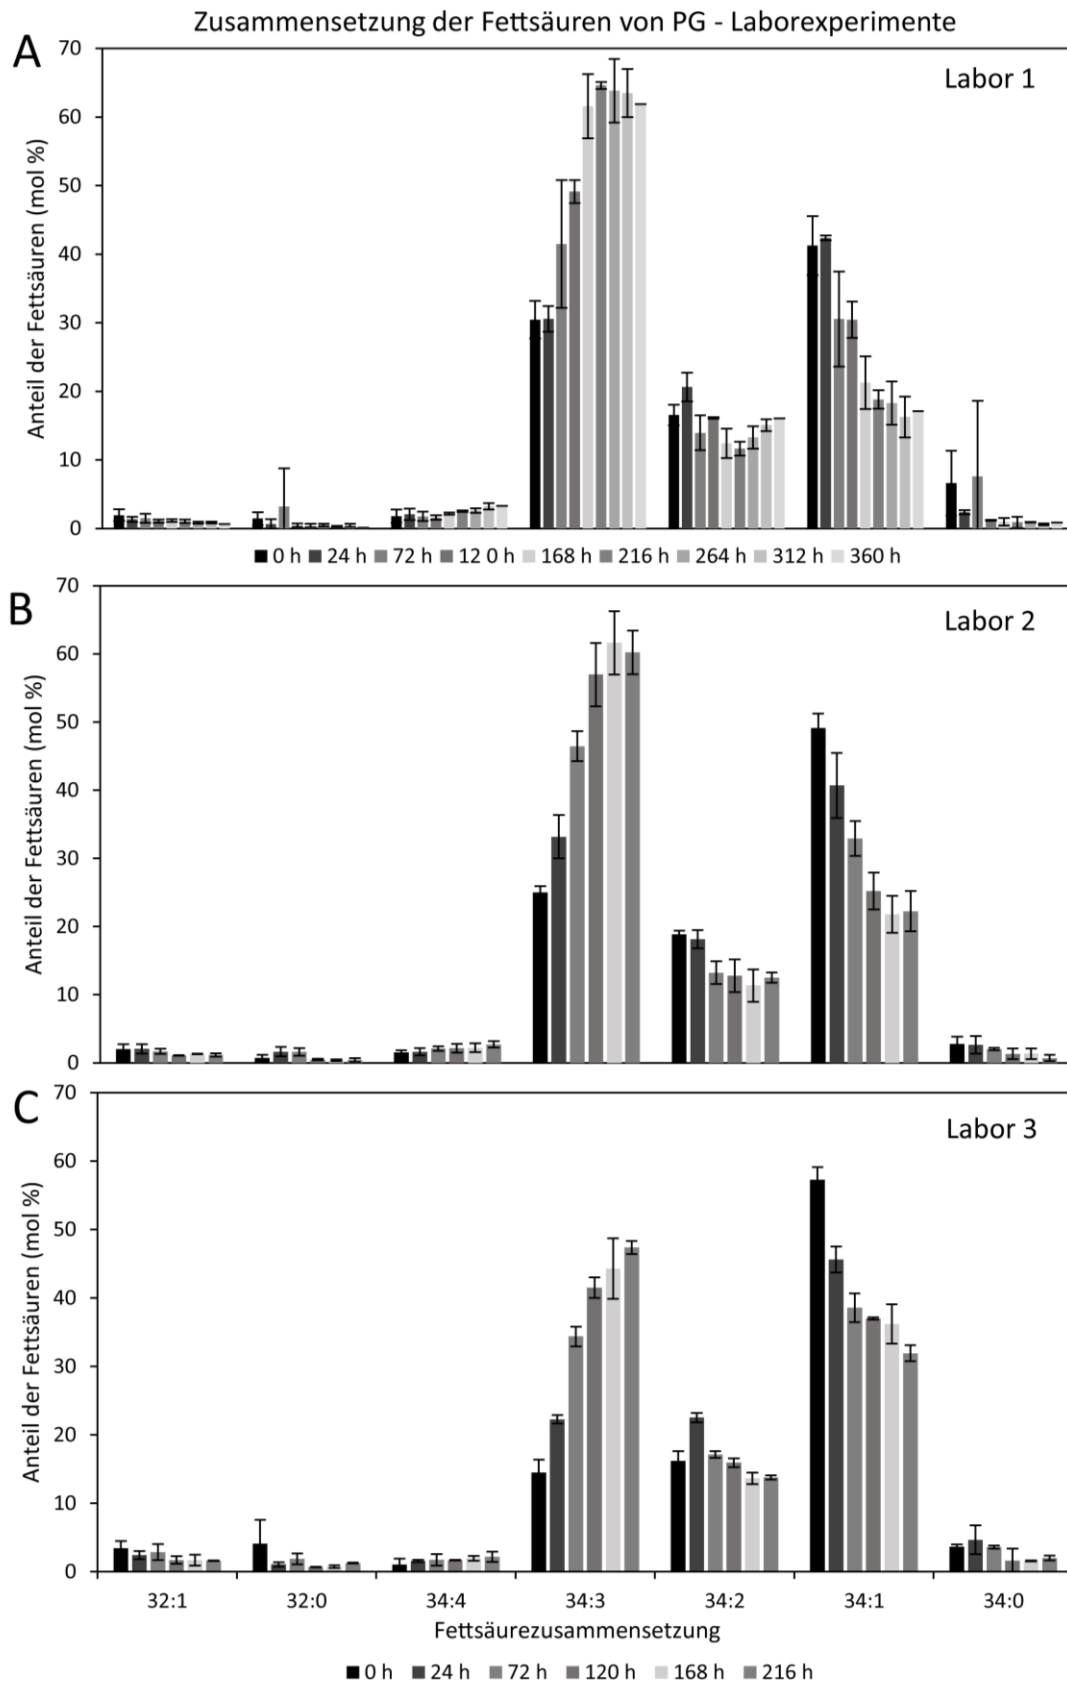 Zusammensetzung der Fettsäuren von PG - Laborexperimente
A
Labor 1
Anteil der Fettsäuren (mol %)
70
60
50
40
30
20
10
0
0 h 24 h 72 h 12 0 h 168 h 216 h 264 h 312 h 360 h
B
Labor 2
Anteil der Fettsäuren (mol %)
70
60
50
40
30
20
10
0
C
Labor 3
Anteil der Fettsäuren (mol %)
70
60
50
40
30
20
10
0
32:1 32:0 34:4 34:3 34:2 34:1 34:0
Fettsäurezusammensetzung
0 h 24 h 72 h 120 h 168 h 216 h